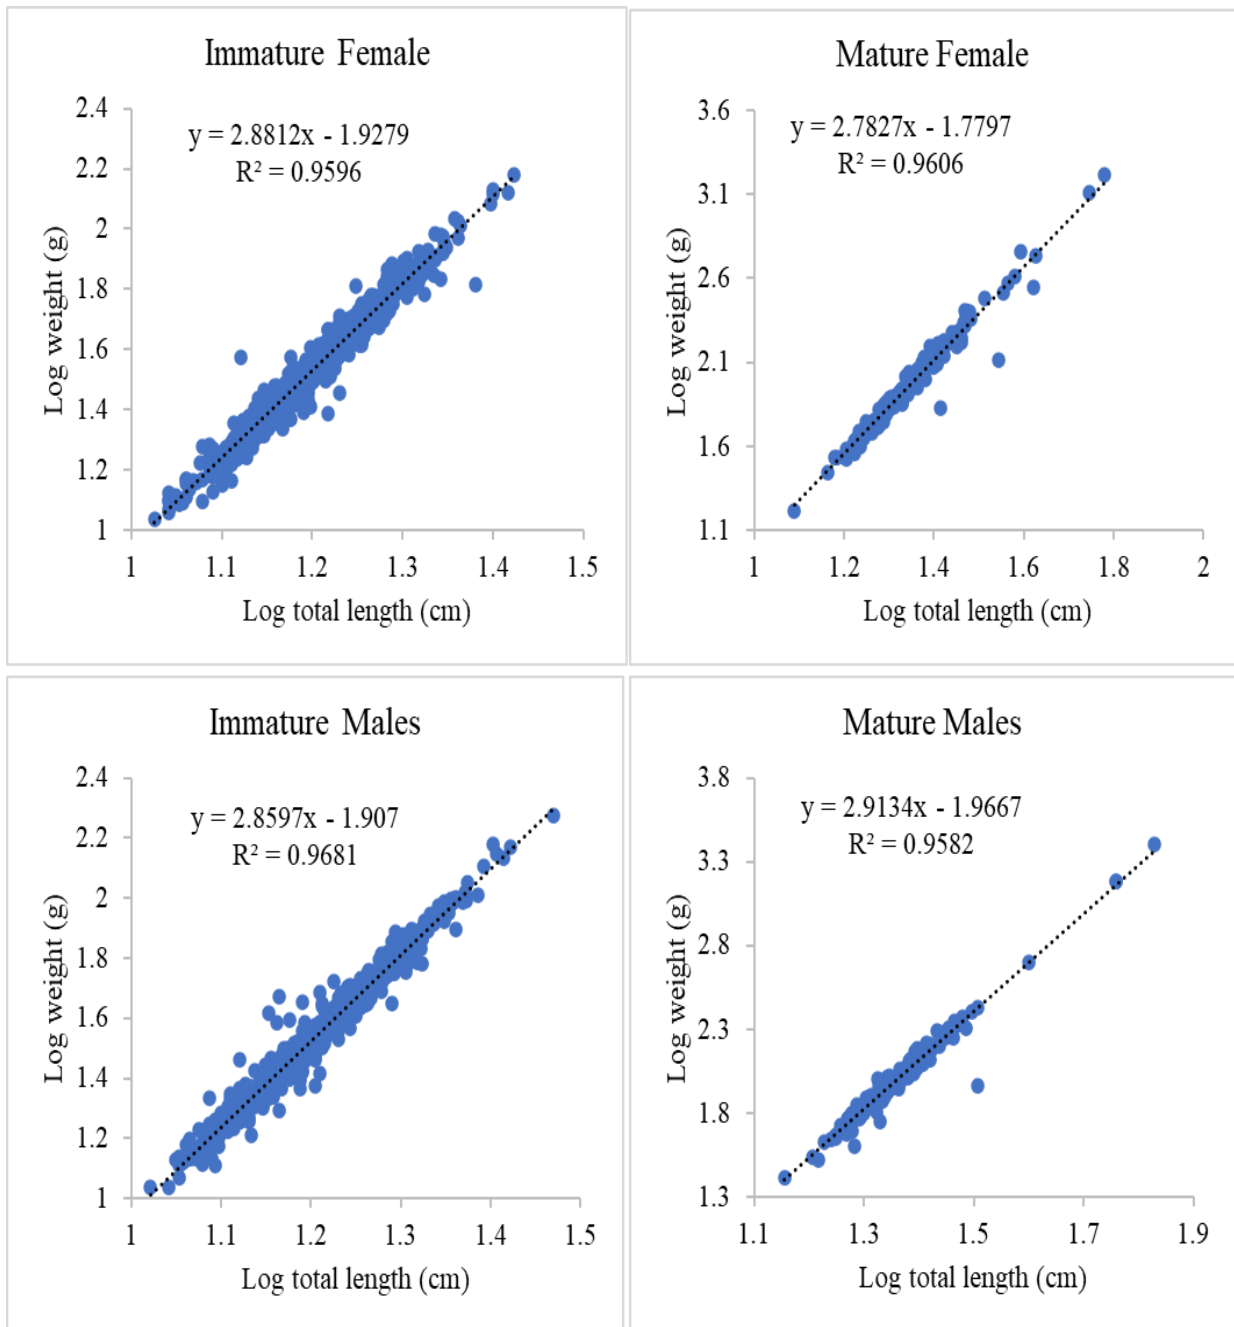 Immature Female
y = 2.8812x - 1.9279
R² = 0.9596
Log weight (g)
2.4
2.2
2
1.8
1.6
1.4
1.2
1
1
1.1
1.2
1.3
1.4
1.5
Log total length (cm)
Mature Female
y = 2.7827x - 1.7797
R² = 0.9606
Log weight (g)
3.6
3.1
2.6
2.1
1.6
1.1
1
1.2
1.4
1.6
1.8
2
Log total length (cm)
Immature Males
y = 2.8597x - 1.907
R² = 0.9681
Log weight (g)
2.4
2.2
2
1.8
1.6
1.4
1.2
1
1
1.1
1.2
1.3
1.4
1.5
Log total length (cm)
Mature Males
y = 2.9134x - 1.9667
R² = 0.9582
Log weight (g)
3.8
3.3
2.8
2.3
1.8
1.3
1.1
1.3
1.5
1.7
1.9
Log total length (cm)